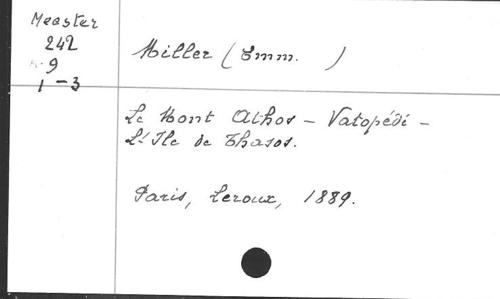 Meester
242
9
1-3
Miller (Emm. )
Le Mont Athos - Vatopédi -
L'Ile de Thasos.
Paris, Leroux, 1889.